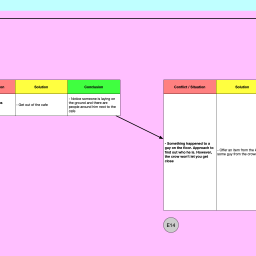 Solution
Conclusion
- Get out of the cafe
- Notice someone is laying on
the ground and there are
people around him next to the
cafe
Conflict / Situation
Solution
- Something happened to a
guy on the floor. Approach to
find out who he is. However,
the crow won't let you get
close
- Offer an item from the
some guy from the crow
E14